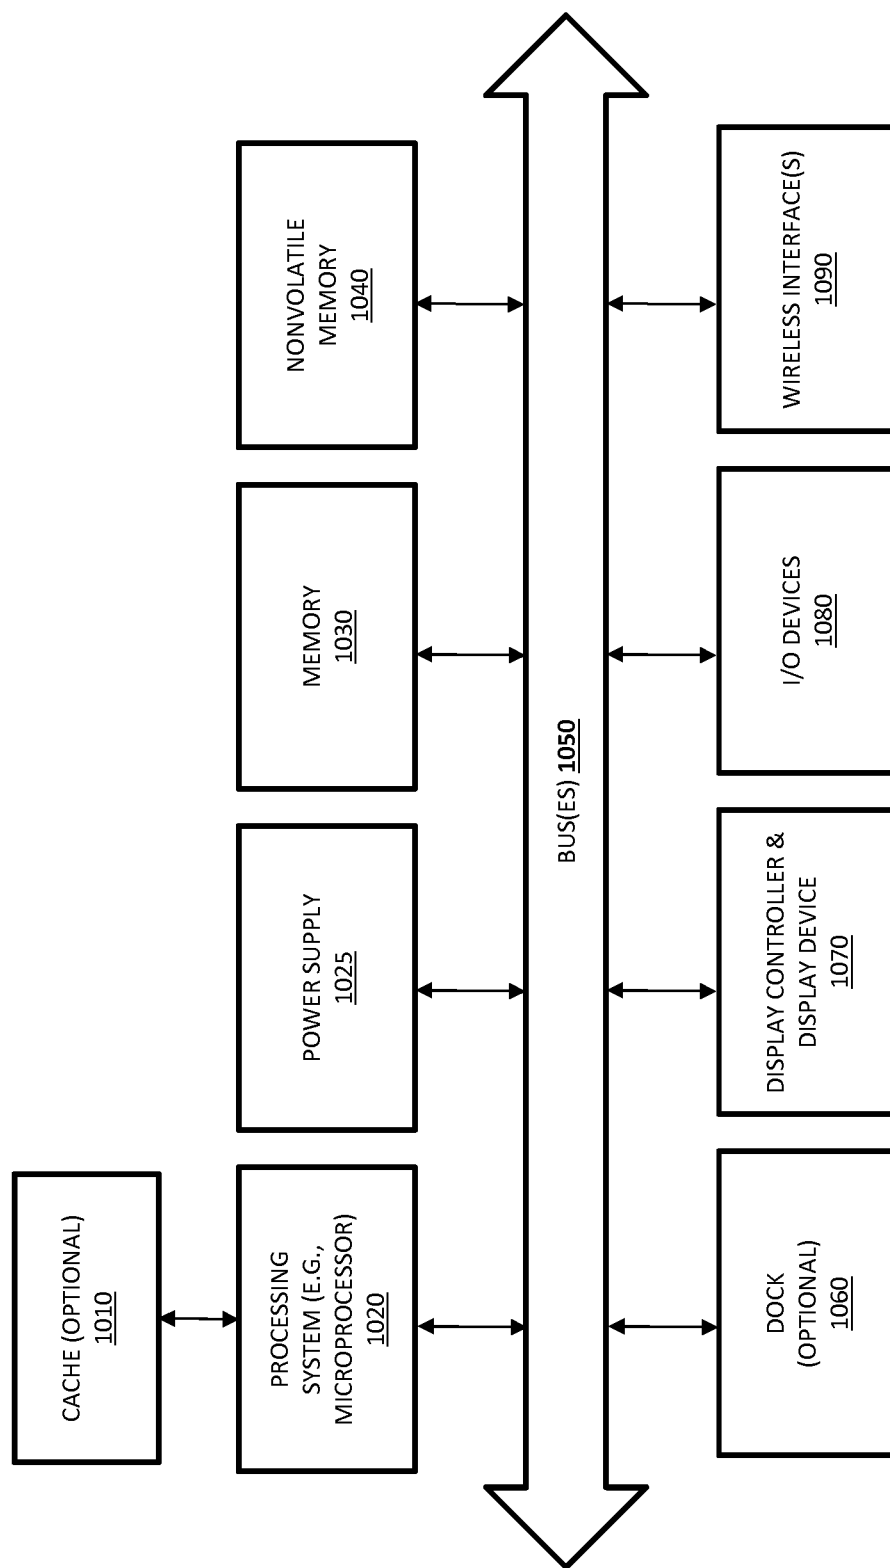 CACHE (OPTIONAL)
1010
PROCESSING
SYSTEM (E.G.,
MICROPROCESSOR)
1020
POWER SUPPLY
1025
MEMORY
1030
NONVOLATILE
MEMORY
1040
BUS(ES) 1050
DOCK
(OPTIONAL)
1060
DISPLAY CONTROLLER &
DISPLAY DEVICE
1070
I/O DEVICES
1080
WIRELESS INTERFACE(S)
1090